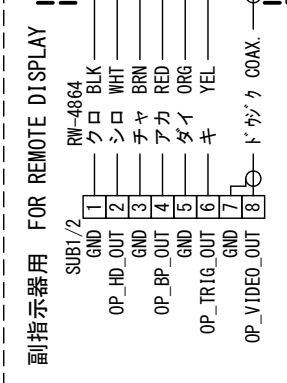 副指示器用 FOR REMOTE DISPLAY
SUB1/2 RW-4864
GND 1 クロ BLK
OP_HD_OUT 2 シロ WHT
GND 3 チャ BRN
OP_BP_OUT 4 アカ RED
GND 5 ダイ ORG
OP_TRIG_OUT 6 キ YEL
GND 7
OP_VIDEO_OUT 8 ドウジク COAX.